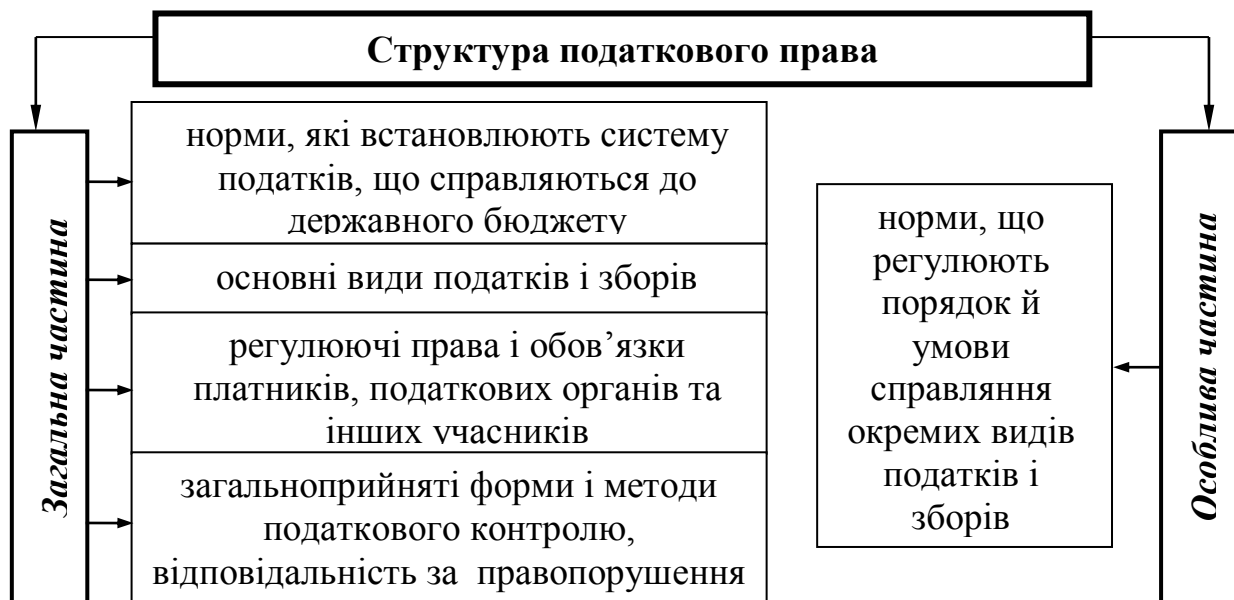 Структура податкового права
Загальна частина
норми, які встановлюють систему
податків, що справляються до
державного бюджету
основні види податків і зборів
регулюючі права і обов’язки
платників, податкових органів та
інших учасників
загальноприйняті форми і методи
податкового контролю,
відповідальність за правопорушення
норми, що
регулюють
порядок й
умови
справляння
окремих видів
податків і
зборів
Особлива частина